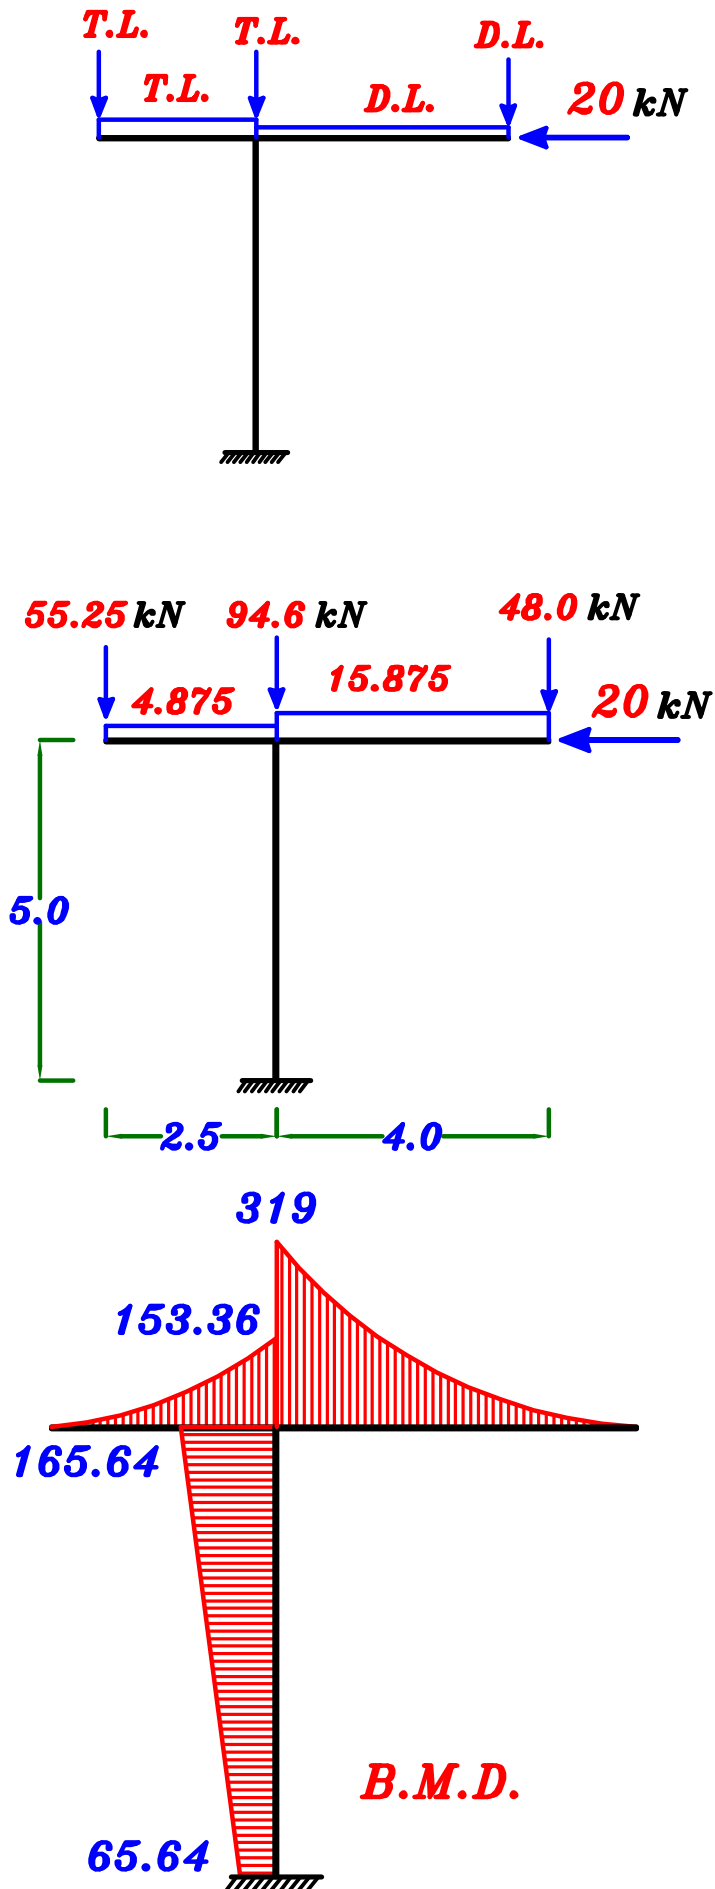 T.L. T.L. D.L.
T.L. D.L. 20 kN
55.25 kN 94.6 kN 48.0 kN
4.875 15.875 20 kN
5.0
2.5 4.0
319
153.36
165.64
B.M.D.
65.64